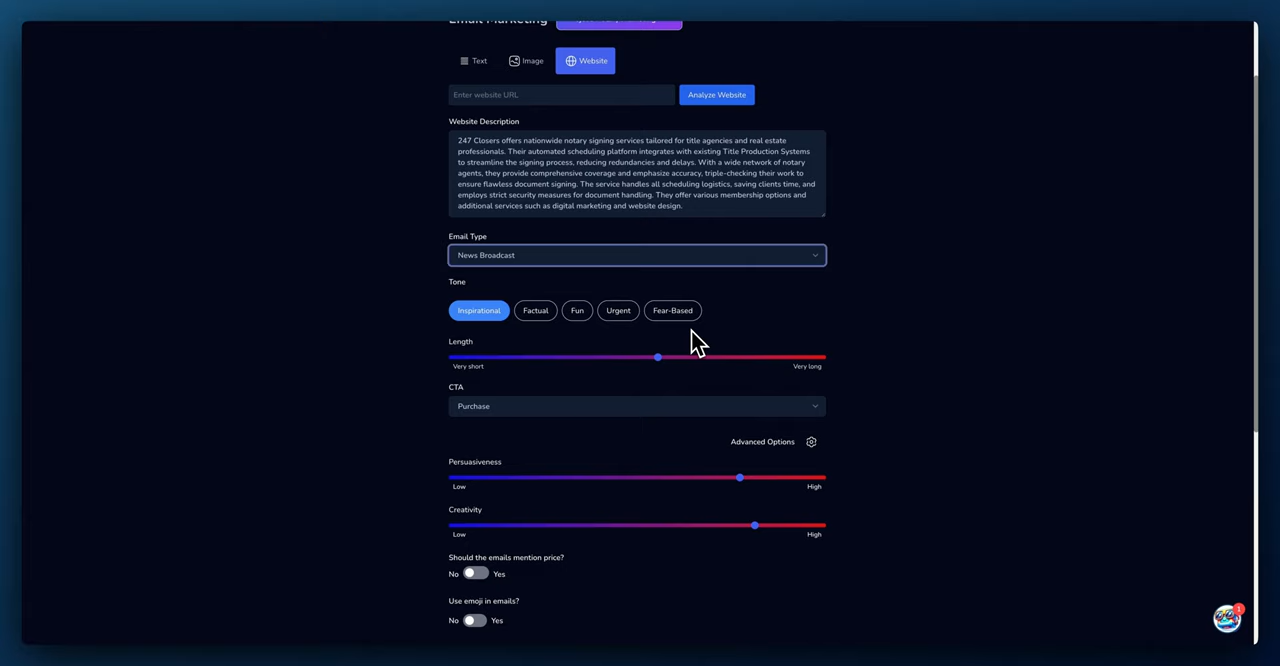 Email Marketing
Text
Image
Website
Enter website URL
Analyze Website
Website Description
247 Closers offers nationwide notary signing services tailored for title agencies and real estate
professionals. Their automated scheduling platform integrates with existing Title Production Systems
to streamline the signing process, reducing redundancies and delays. With a wide network of notary
agents, they provide comprehensive coverage and emphasize accuracy, triple-checking their work to
ensure flawless document signing. The service handles all scheduling logistics, saving clients time, and
employs strict security measures for document handling. They offer various membership options and
additional services such as digital marketing and website design.
Email Type
News Broadcast
Tone
Inspirational
Factual
Fun
Urgent
Fear-Based
Length
Very short
Very long
CTA
Purchase
Advanced Options
Persuasiveness
Low
High
Creativity
Low
High
Should the emails mention price?
No
Yes
Use emoji in emails?
No
Yes
1